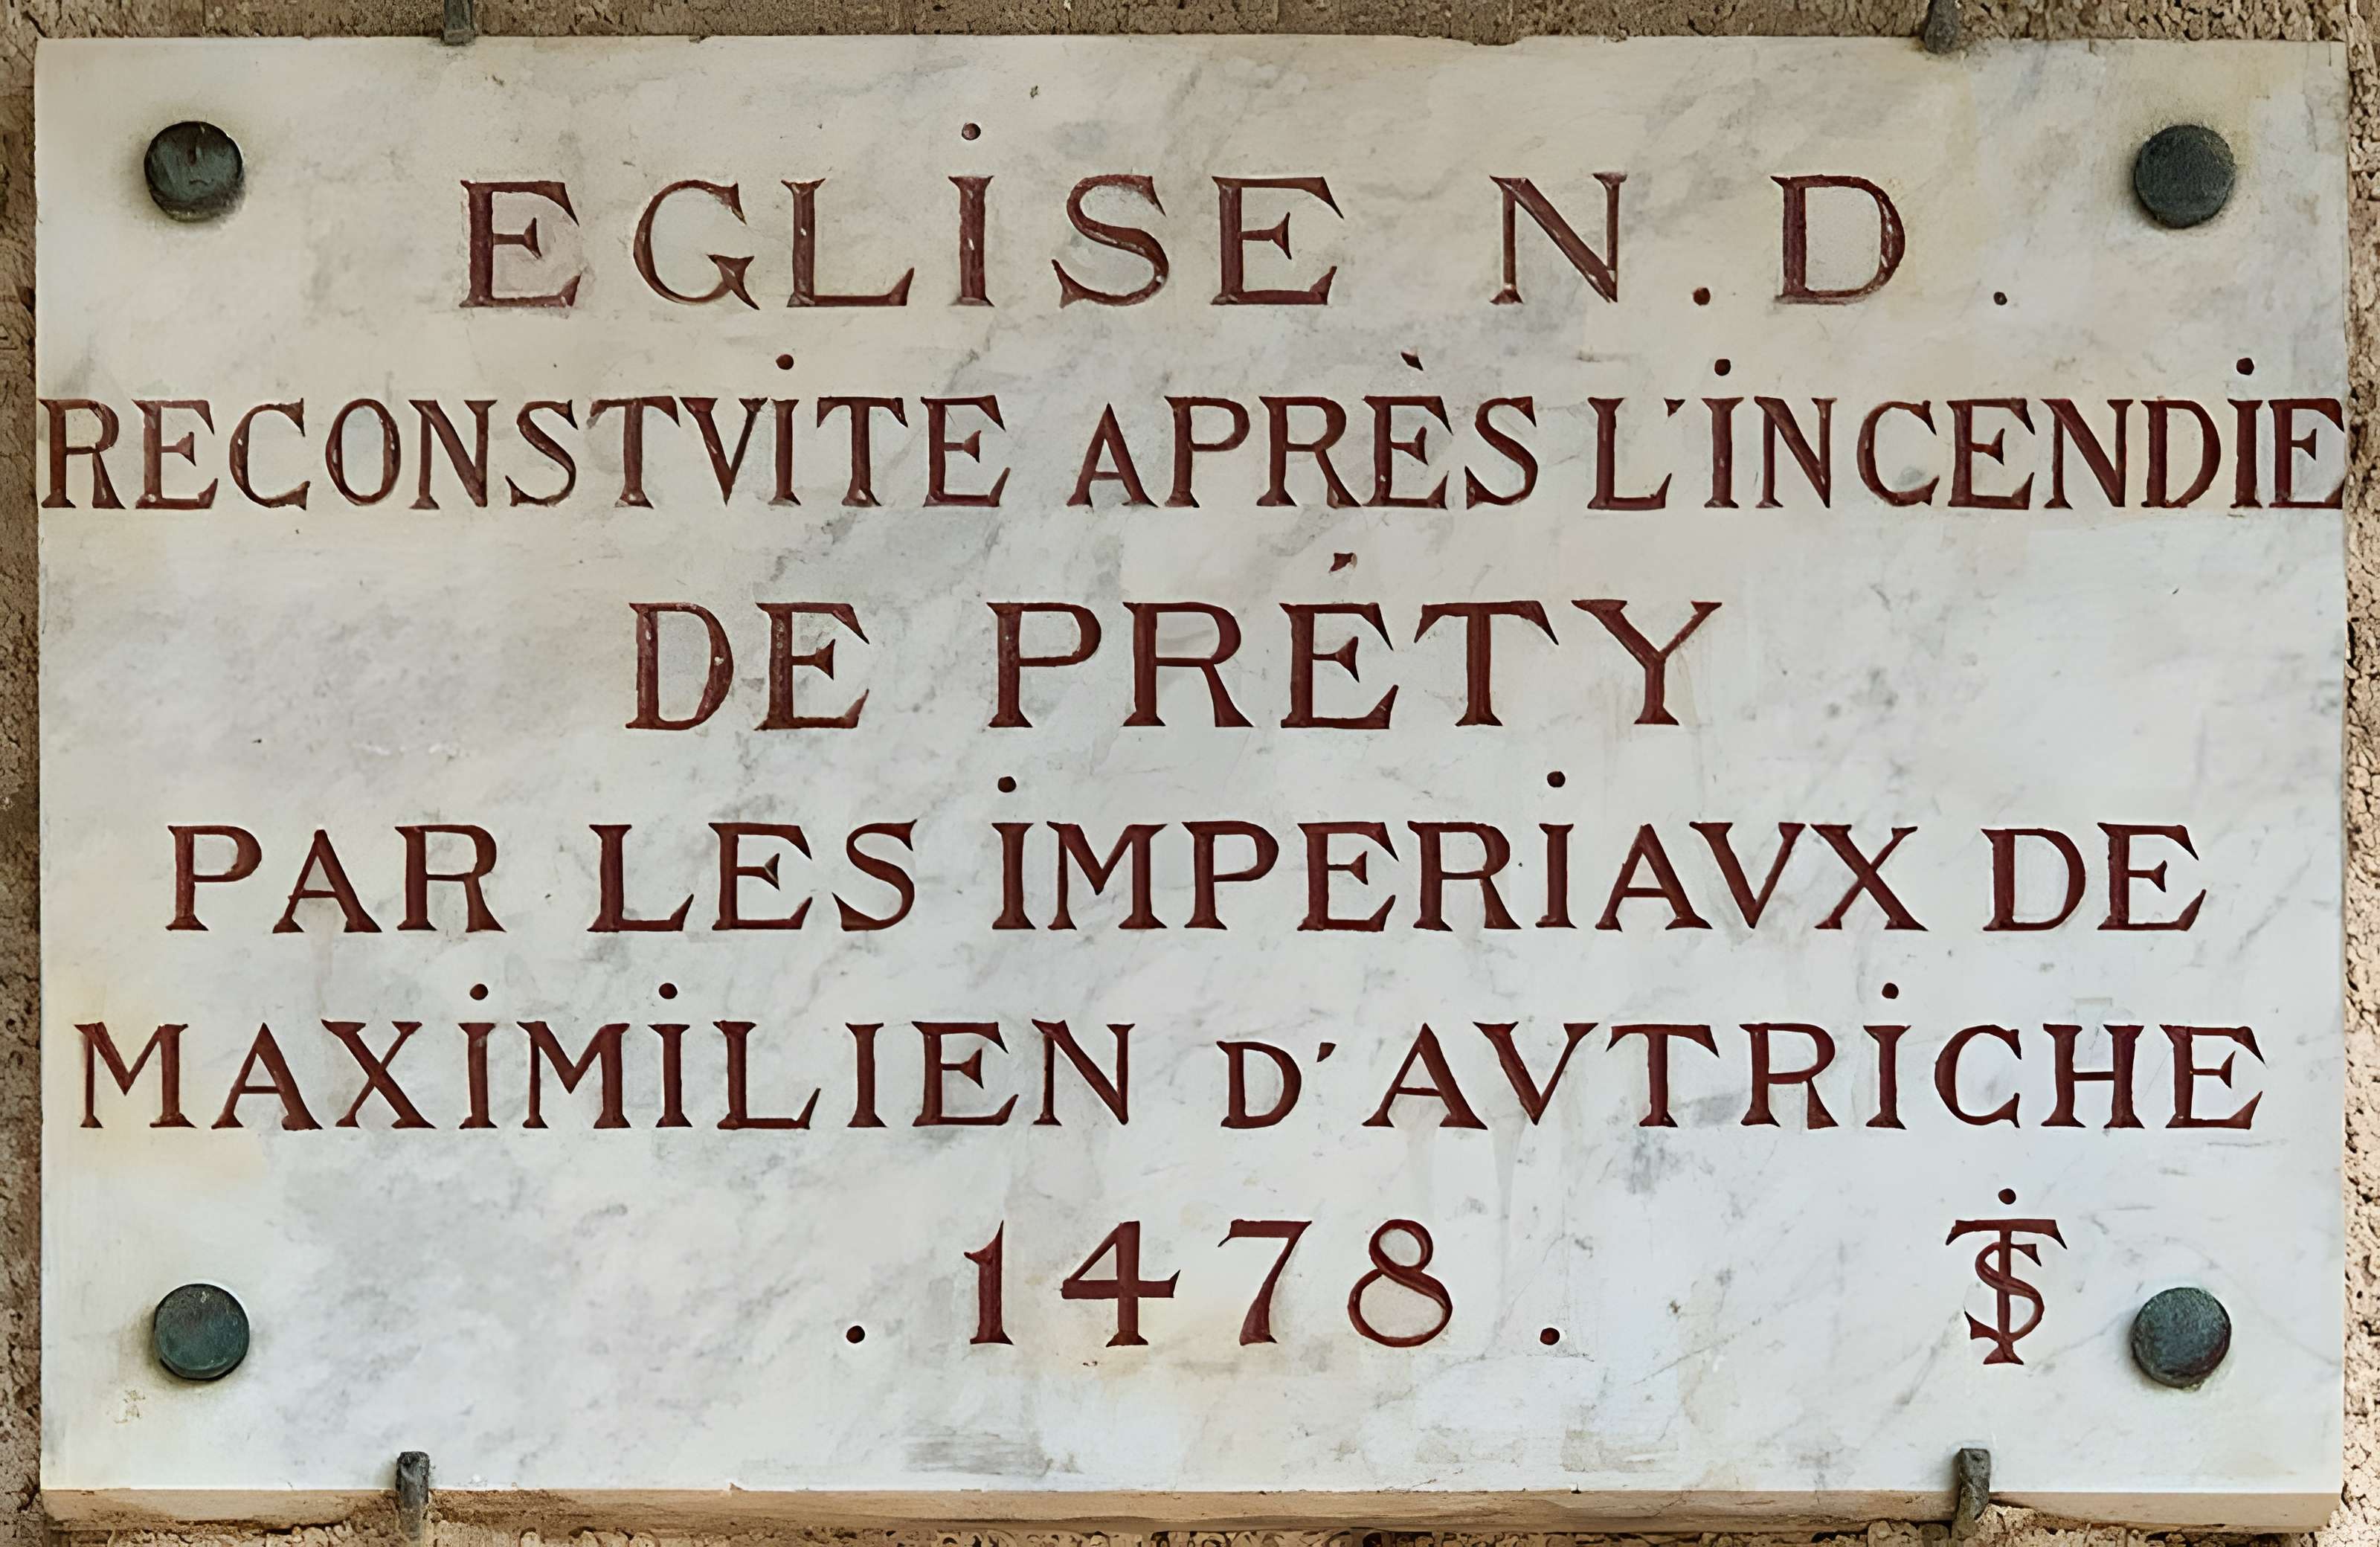 EGLISE N.D.
RECONSTVITE APRÈS L'INCENDIE
DE PRÉTY
PAR LES IMPERIAVX DE
MAXIMILIEN D'AVTRICHE
.1478.